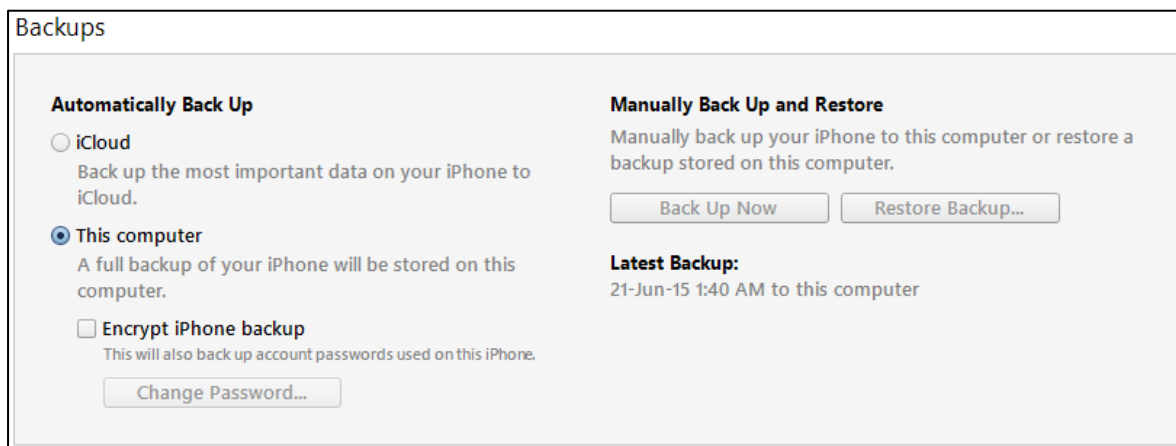 Backups
Automatically Back Up
iCloud
Back up the most important data on your iPhone to
iCloud.
This computer
A full backup of your iPhone will be stored on this
computer.
Encrypt iPhone backup
This will also back up account passwords used on this iPhone.
Change Password...
Manually Back Up and Restore
Manually back up your iPhone to this computer or restore a
backup stored on this computer.
Back Up Now
Restore Backup...
Latest Backup:
21-Jun-15 1:40 AM to this computer